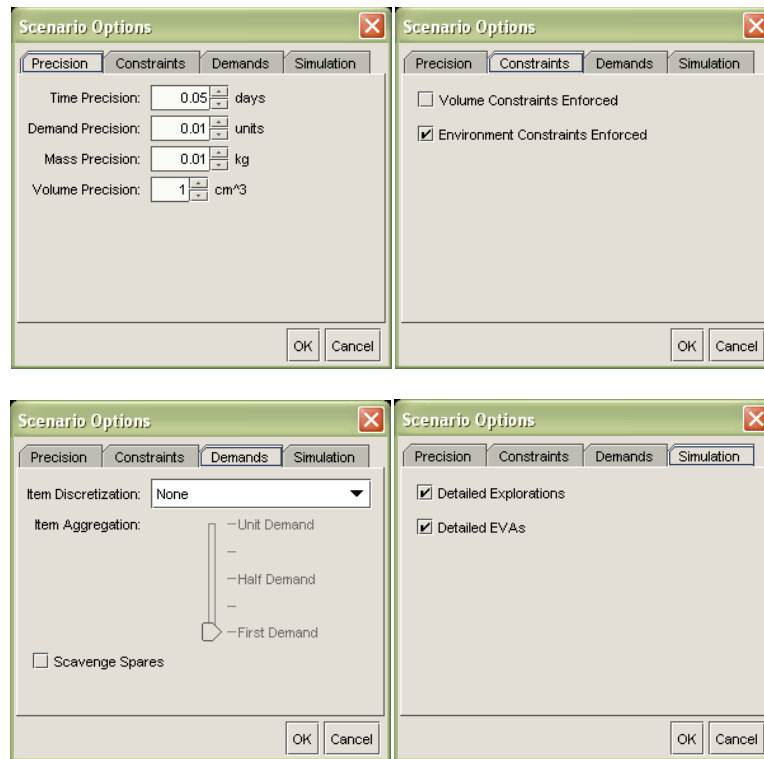 Scenario Options
Precision Constraints Demands Simulation
Time Precision: 0.05 days
Demand Precision: 0.01 units
Mass Precision: 0.01 kg
Volume Precision: 1 cm^3
OK Cancel
Scenario Options
Precision Constraints Demands Simulation
Volume Constraints Enforced
Environment Constraints Enforced
OK Cancel
Scenario Options
Precision Constraints Demands Simulation
Item Discretization: None
Item Aggregation:
Unit Demand
Half Demand
First Demand
Scavenge Spares
OK Cancel
Scenario Options
Precision Constraints Demands Simulation
Detailed Explorations
Detailed EVAs
OK Cancel